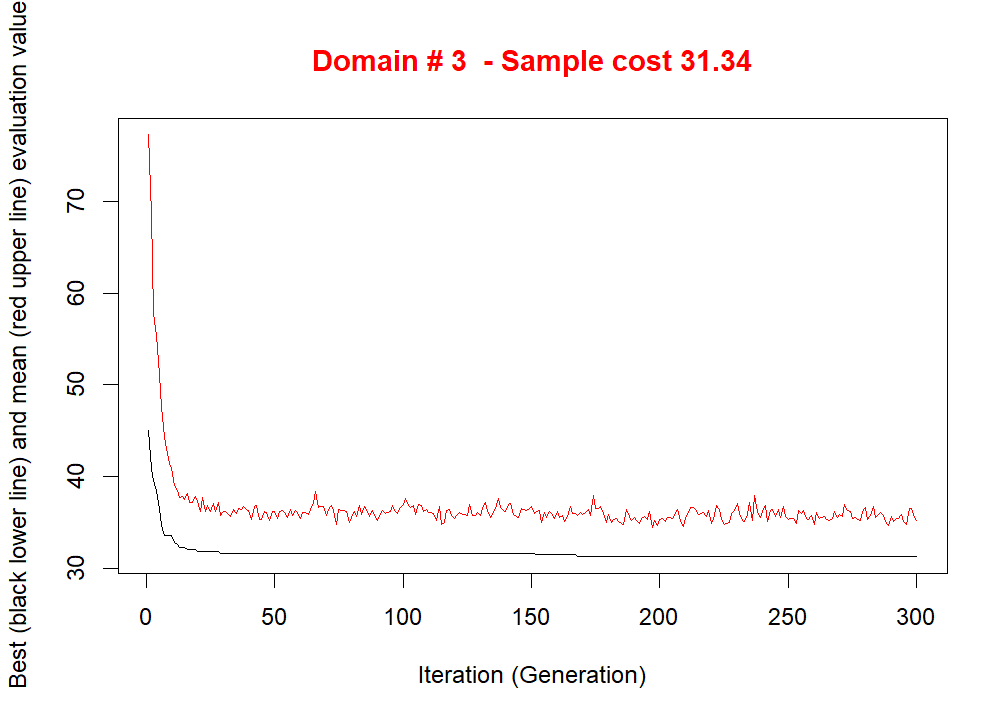 Domain # 3  - Sample cost 31.34
Best (black lower line) and mean (red upper line) evaluation value
70
60
50
40
30
0 50 100 150 200 250 300
Iteration (Generation)